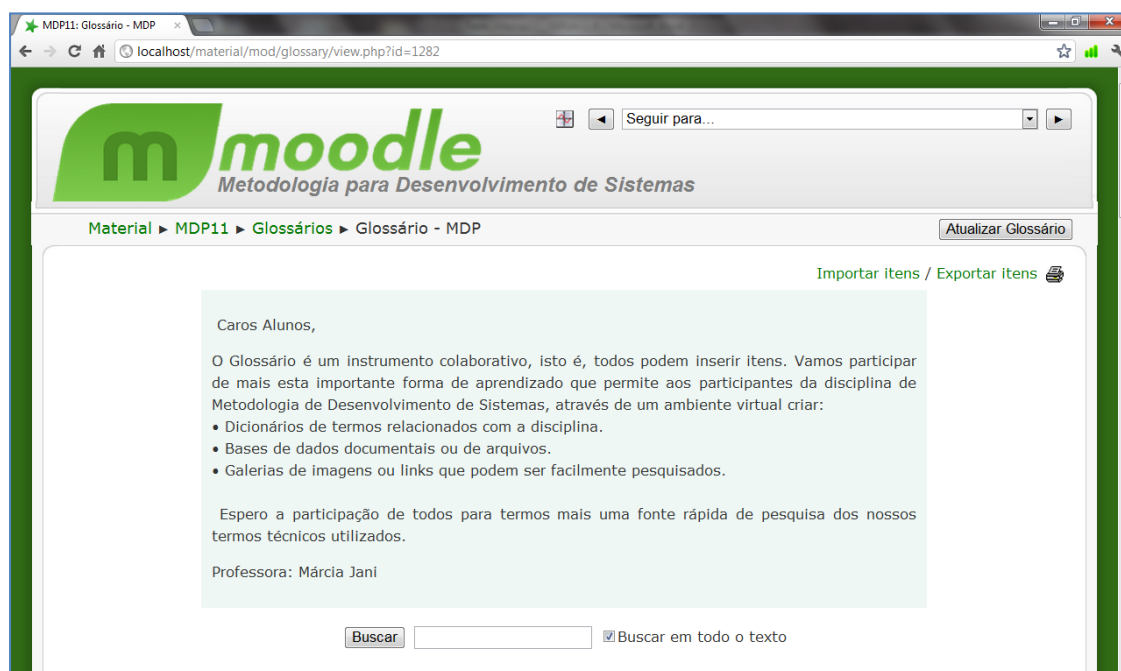 MDP11: Glossário - MDP
localhost/material/mod/glossary/view.php?id=1282
Seguir para...
m moodle
Metodologia para Desenvolvimento de Sistemas
Material ► MDP11 ► Glossários ► Glossário - MDP
Atualizar Glossário
Importar itens / Exportar itens
Caros Alunos,
O Glossário é um instrumento colaborativo, isto é, todos podem inserir itens. Vamos participar
de mais esta importante forma de aprendizado que permite aos participantes da disciplina de
Metodologia de Desenvolvimento de Sistemas, através de um ambiente virtual criar:
• Dicionários de termos relacionados com a disciplina.
• Bases de dados documentais ou de arquivos.
• Galerias de imagens ou links que podem ser facilmente pesquisados.
Espero a participação de todos para termos mais uma fonte rápida de pesquisa dos nossos
termos técnicos utilizados.
Professora: Márcia Jani
Buscar
Buscar em todo o texto